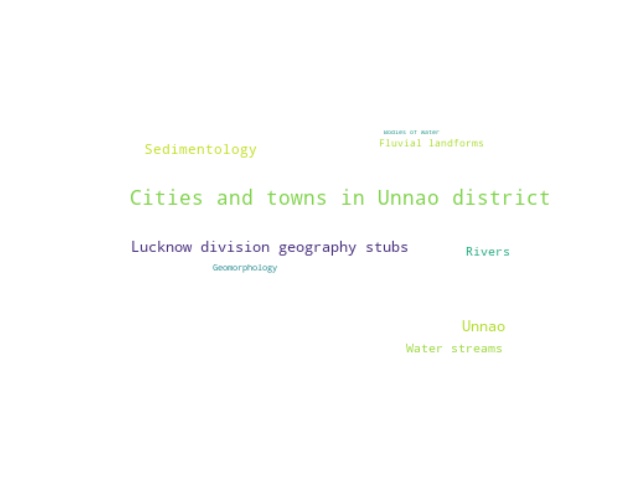 Bodies of water
Fluvial landforms
Sedimentology
Cities and towns in Unnao district
Lucknow division geography stubs
Rivers
Geomorphology
Unnao
Water streams